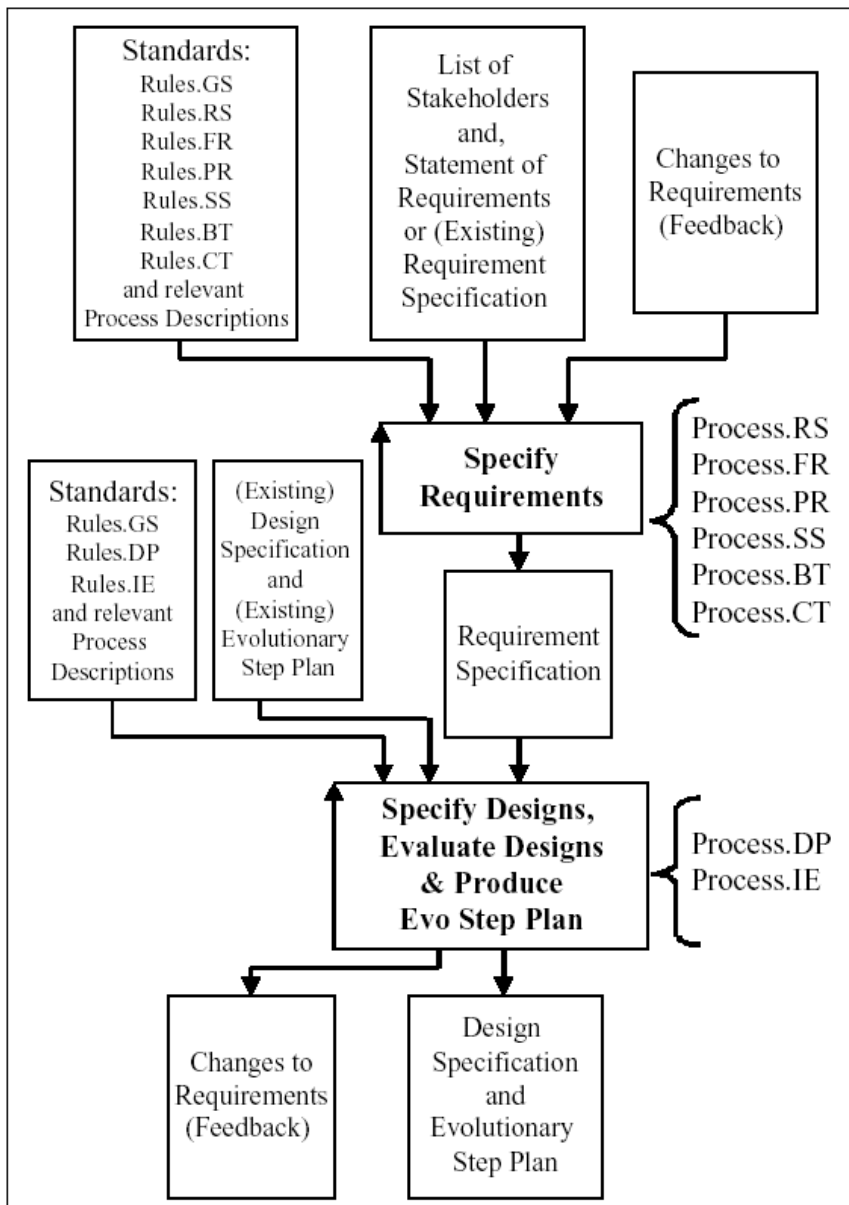 Standards:
Rules.GS
Rules.RS
Rules.FR
Rules.PR
Rules.SS
Rules.BT
Rules.CT
and relevant
Process Descriptions
List of
Stakeholders
and,
Statement of
Requirements
or (Existing)
Requirement
Specification
Changes to
Requirements
(Feedback)
Specify
Requirements
Process.RS
Process.FR
Process.PR
Process.SS
Process.BT
Process.CT
Standards:
Rules.GS
Rules.DP
Rules.IE
and relevant
Process
Descriptions
(Existing)
Design
Specification
and
(Existing)
Evolutionary
Step Plan
Requirement
Specification
Specify Designs,
Evaluate Designs
& Produce
Evo Step Plan
Process.DP
Process.IE
Changes to
Requirements
(Feedback)
Design
Specification
and
Evolutionary
Step Plan